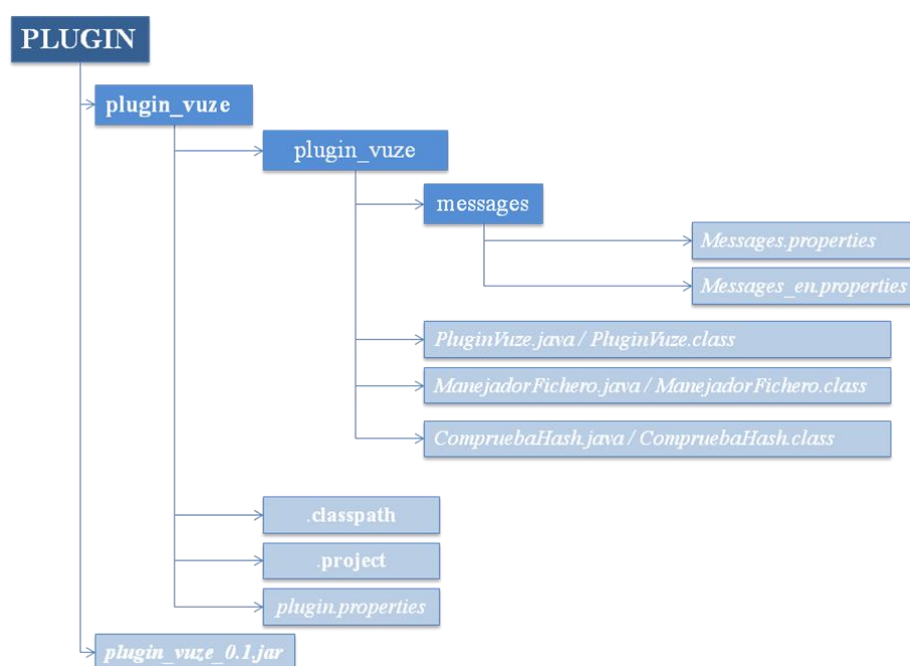 PLUGIN
plugin_vuze
plugin_vuze
messages
Messages.properties
Messages_en.properties
PluginVuze.java / PluginVuze.class
ManejadorFichero.java / ManejadorFichero.class
CompruebaHash.java / CompruebaHash.class
.classpath
.project
plugin.properties
plugin_vuze_0.1.jar